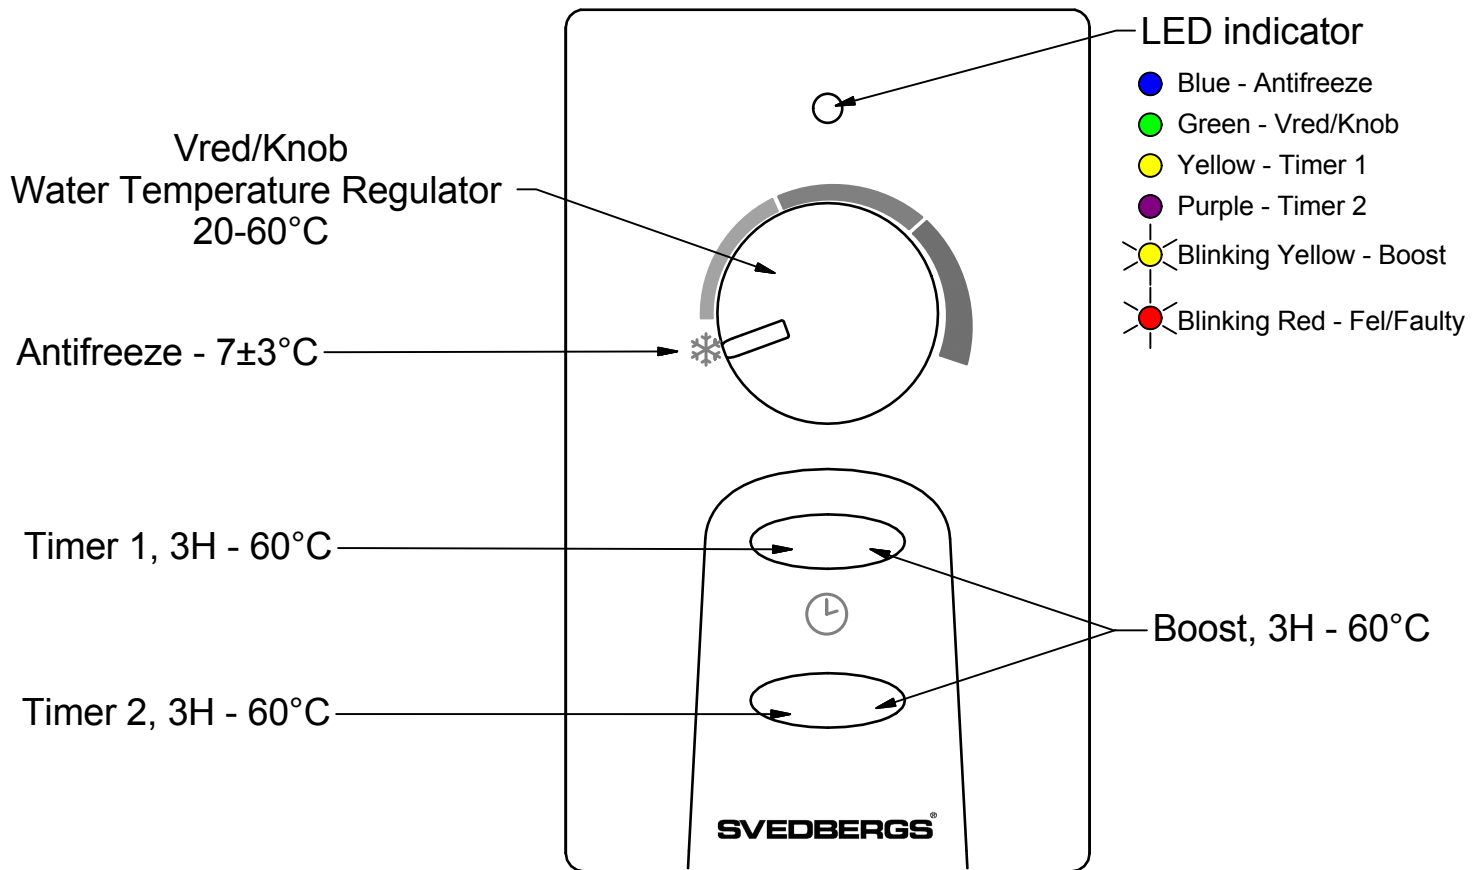 LED indicator
Blue - Antifreeze
Green - Vred/Knob
Yellow - Timer 1
Purple - Timer 2
Blinking Yellow - Boost
Blinking Red - Fel/Faulty
Vred/Knob
Water Temperature Regulator
20-60°C
Antifreeze - 7±3°C
Timer 1, 3H - 60°C
Boost, 3H - 60°C
Timer 2, 3H - 60°C
SVEDBERGS®